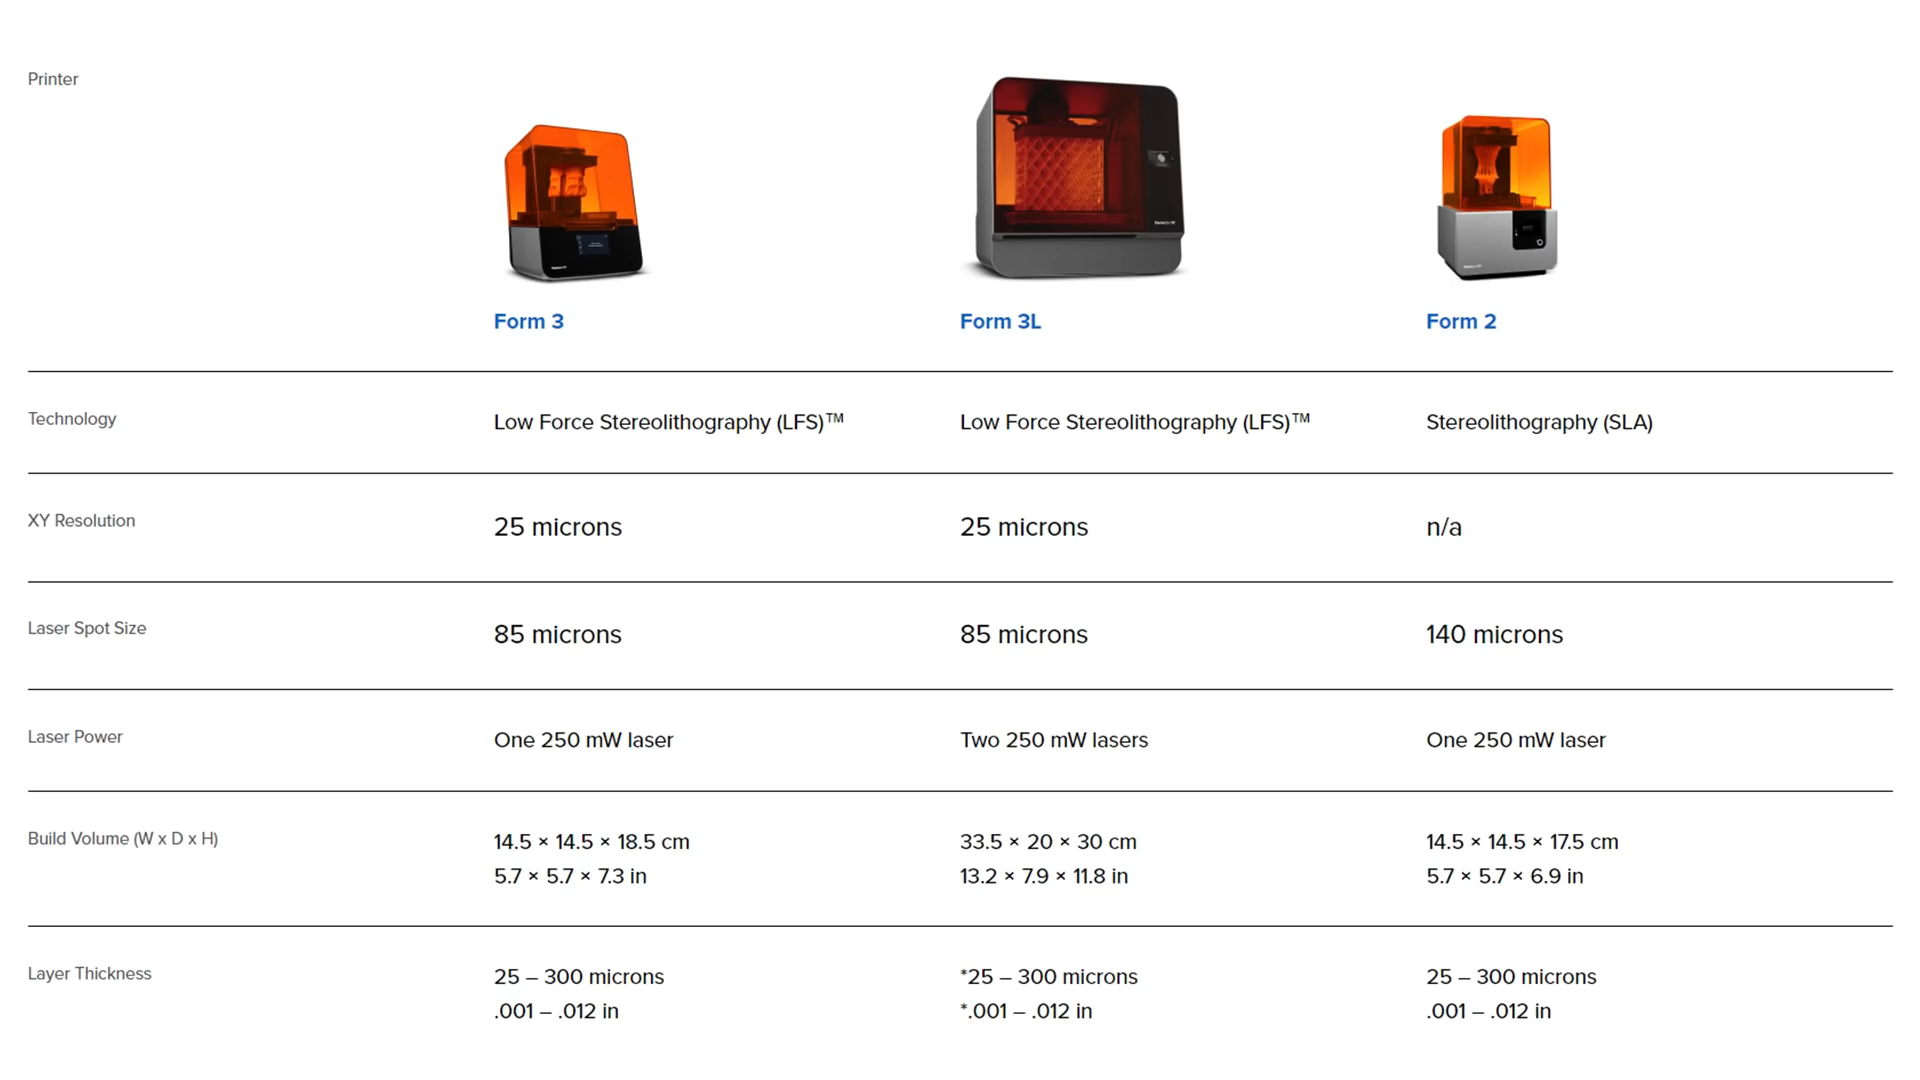 Printer
Form 3
Form 3L
Form 2
Technology
Low Force Stereolithography (LFS)™
Low Force Stereolithography (LFS)™
Stereolithography (SLA)
XY Resolution
25 microns
25 microns
n/a
Laser Spot Size
85 microns
85 microns
140 microns
Laser Power
One 250 mW laser
Two 250 mW lasers
One 250 mW laser
Build Volume (W x D x H)
14.5 × 14.5 × 18.5 cm
5.7 × 5.7 × 7.3 in
33.5 × 20 × 30 cm
13.2 × 7.9 × 11.8 in
14.5 × 14.5 × 17.5 cm
5.7 × 5.7 × 6.9 in
Layer Thickness
25 – 300 microns
.001 – .012 in
*25 – 300 microns
*.001 – .012 in
25 – 300 microns
.001 – .012 in